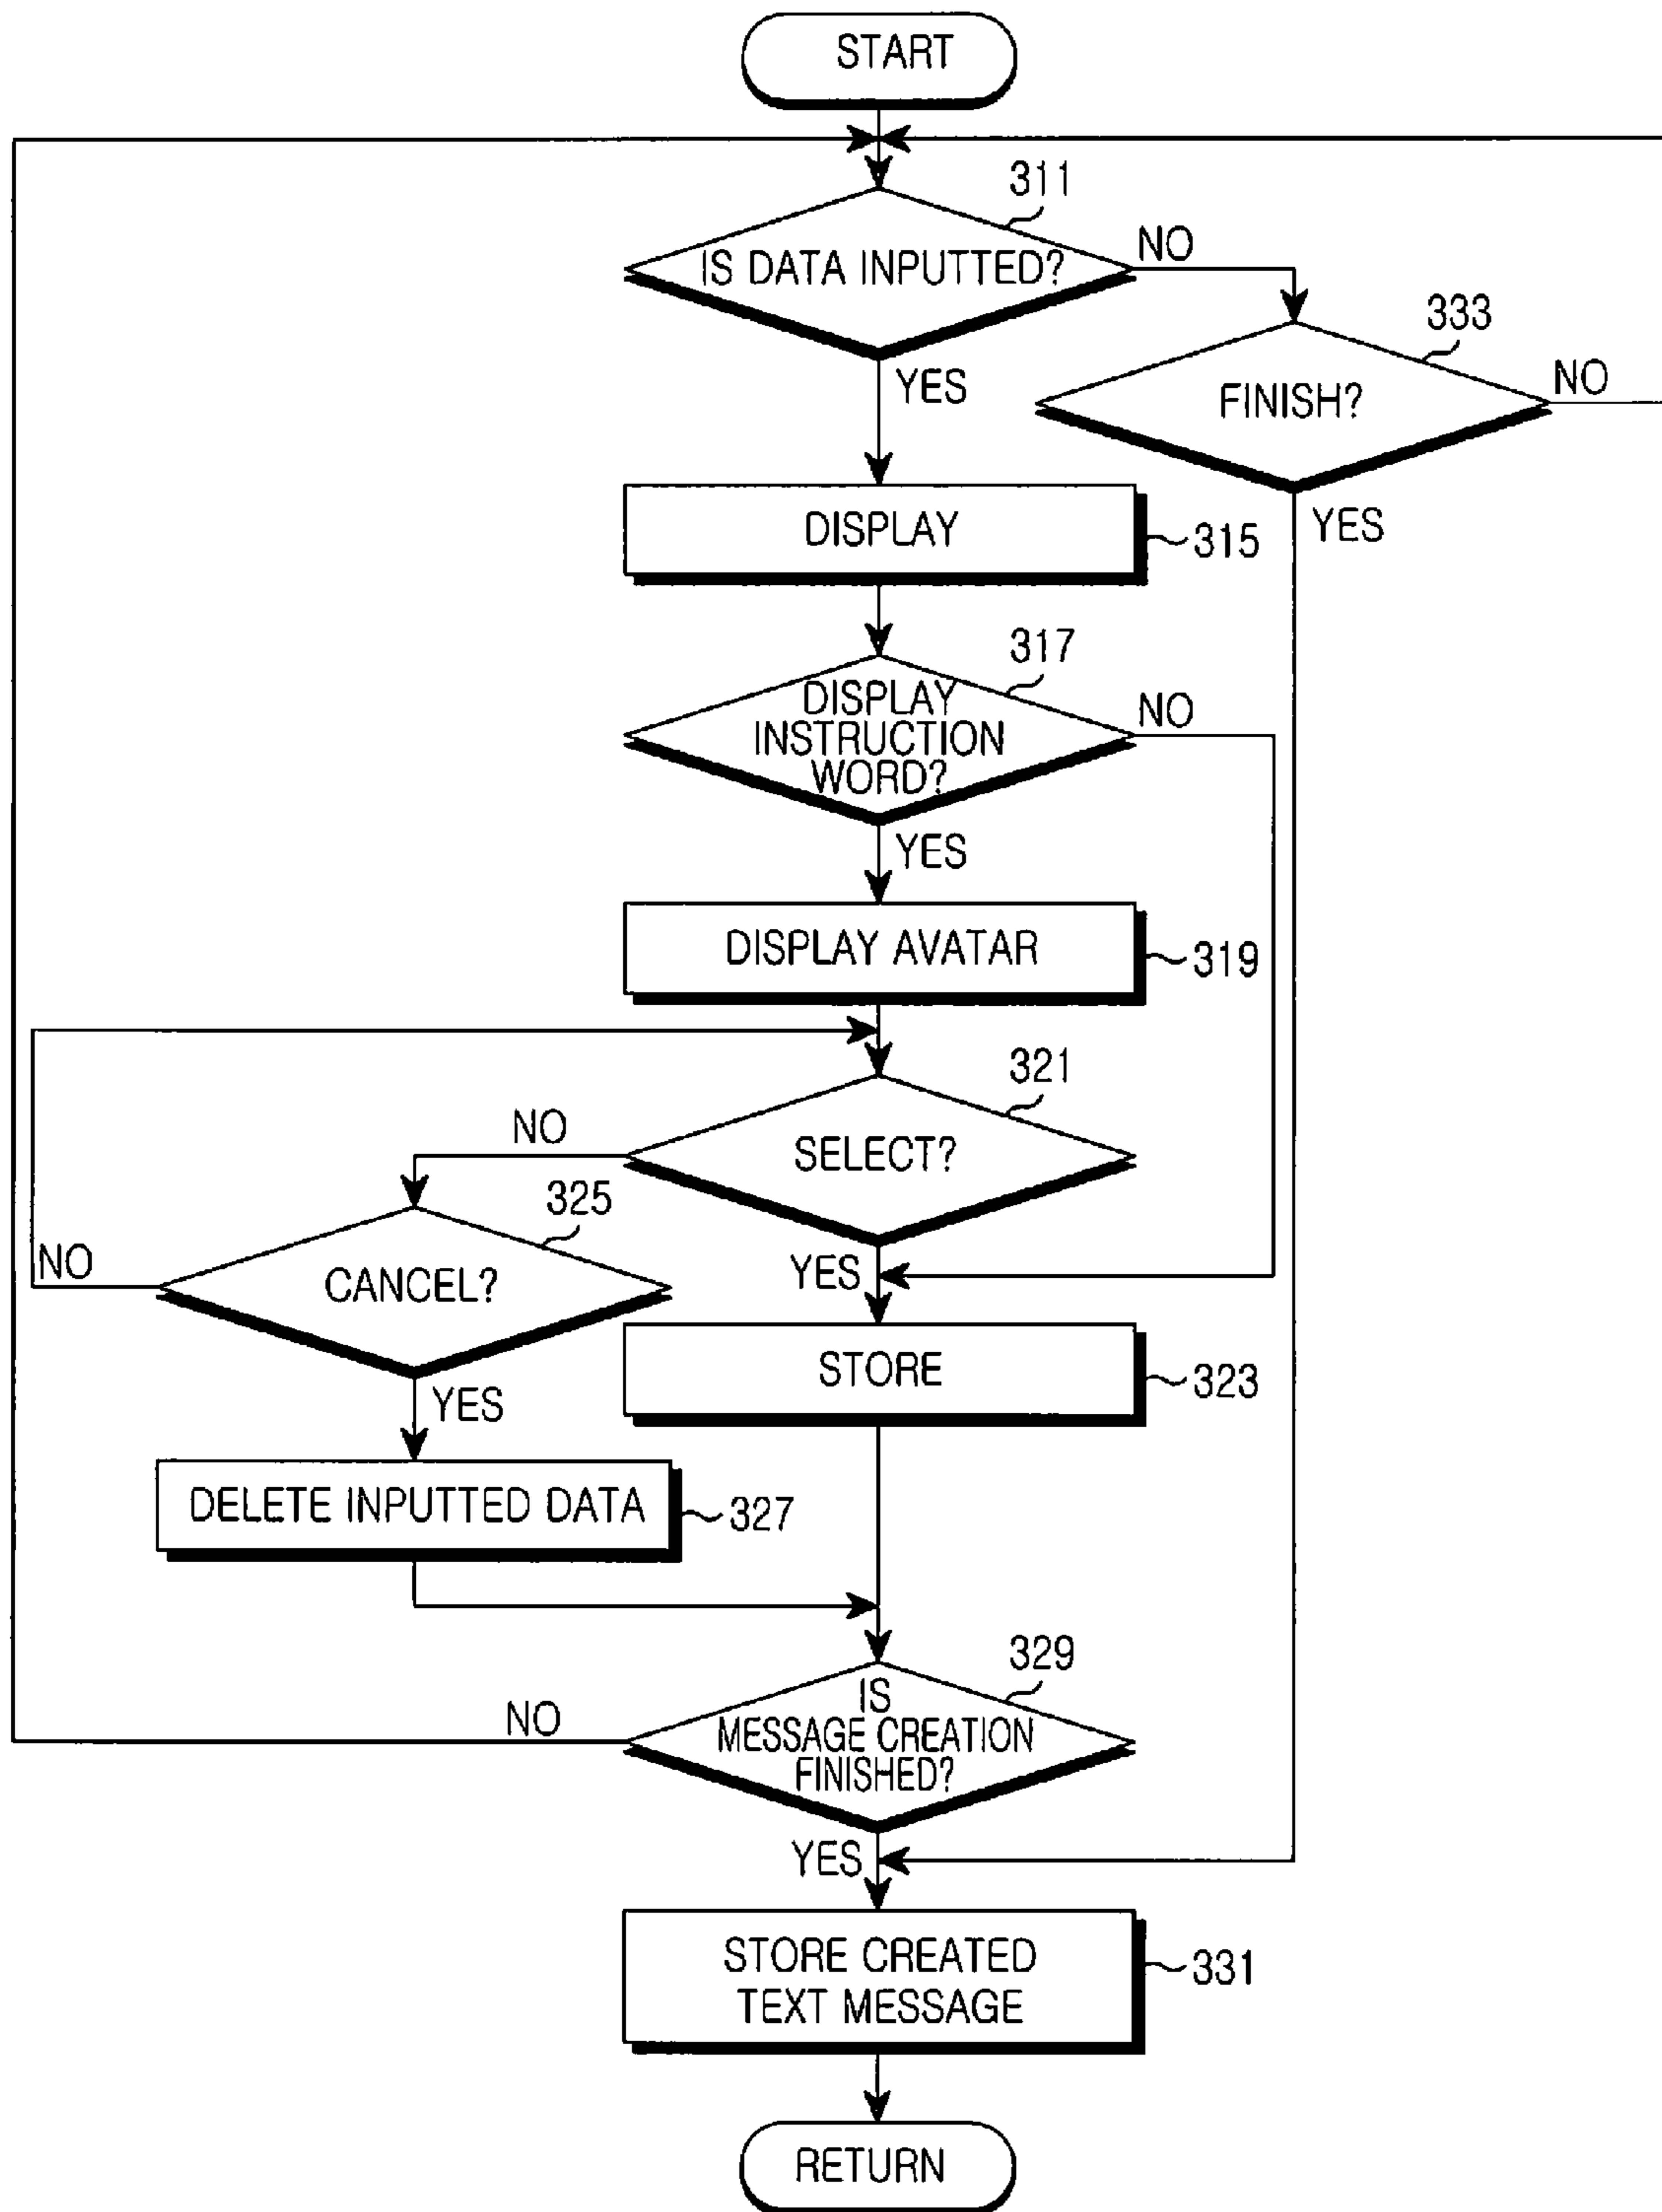 START
311
IS DATA INPUTTED?
NO
333
YES
FINISH?
NO
DISPLAY
315
YES
317
DISPLAY
INSTRUCTION
WORD?
NO
YES
DISPLAY AVATAR
319
321
NO
SELECT?
325
NO
CANCEL?
YES
STORE
323
YES
DELETE INPUTTED DATA
327
329
IS
MESSAGE CREATION
FINISHED?
NO
YES
STORE CREATED
TEXT MESSAGE
331
RETURN